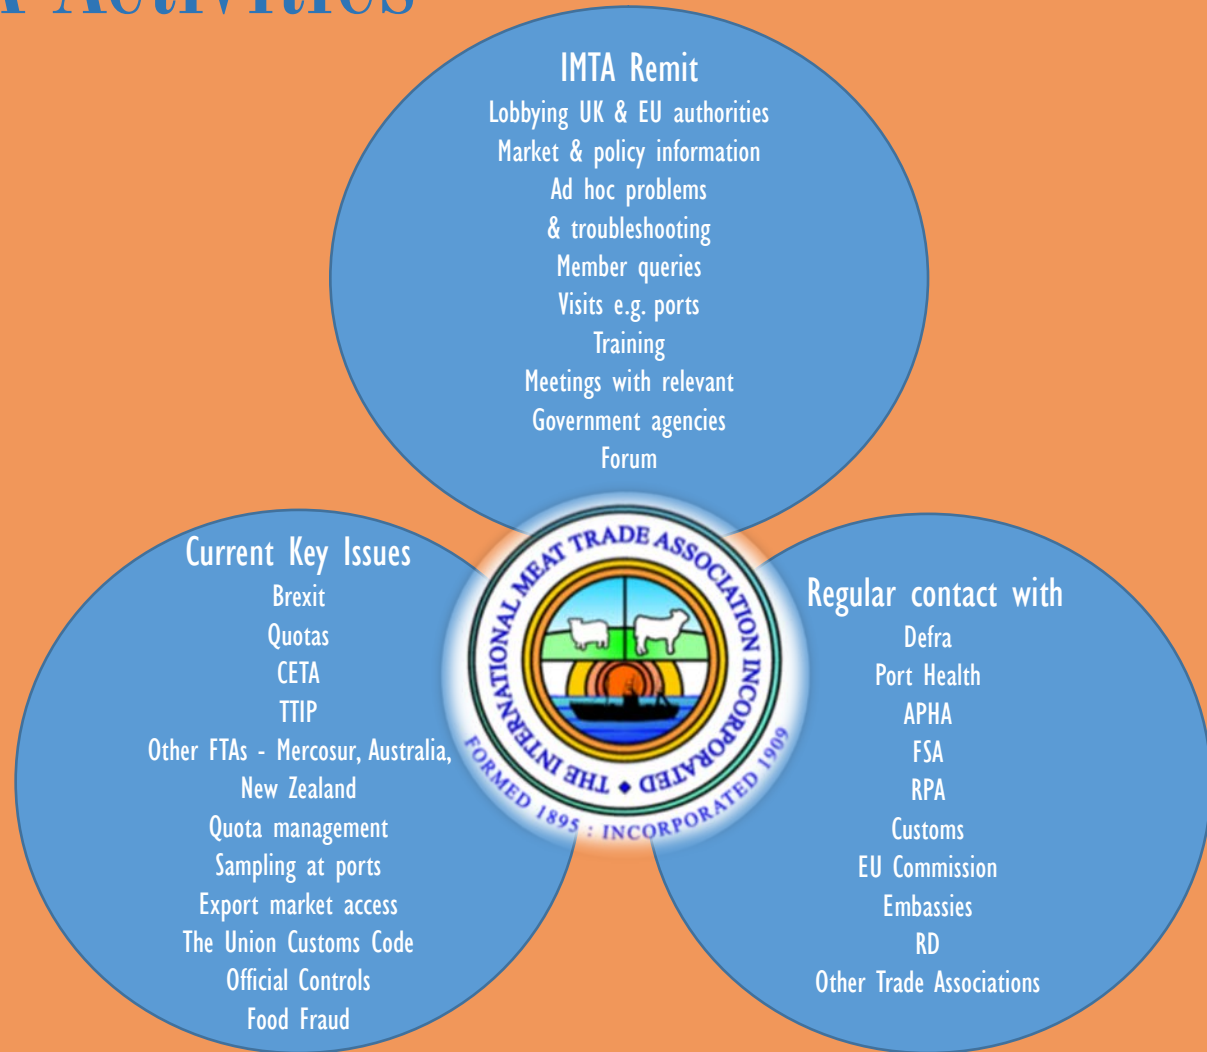 Activities
IMTA Remit
Lobbying UK & EU authorities
Market & policy information
Ad hoc problems
& troubleshooting
Member queries
Visits e.g. ports
Training
Meetings with relevant
Government agencies
Forum
Current Key Issues
Brexit
Quotas
CETA
TTIP
Other FTAs - Mercosur, Australia,
New Zealand
Quota management
Sampling at ports
Export market access
The Union Customs Code
Official Controls
Food Fraud
THE INTERNATIONAL MEAT TRADE ASSOCIATION INCORPORATED
FORMED 1895 : INCORPORATED 1909
Regular contact with
Defra
Port Health
APHA
FSA
RPA
Customs
EU Commission
Embassies
RD
Other Trade Associations